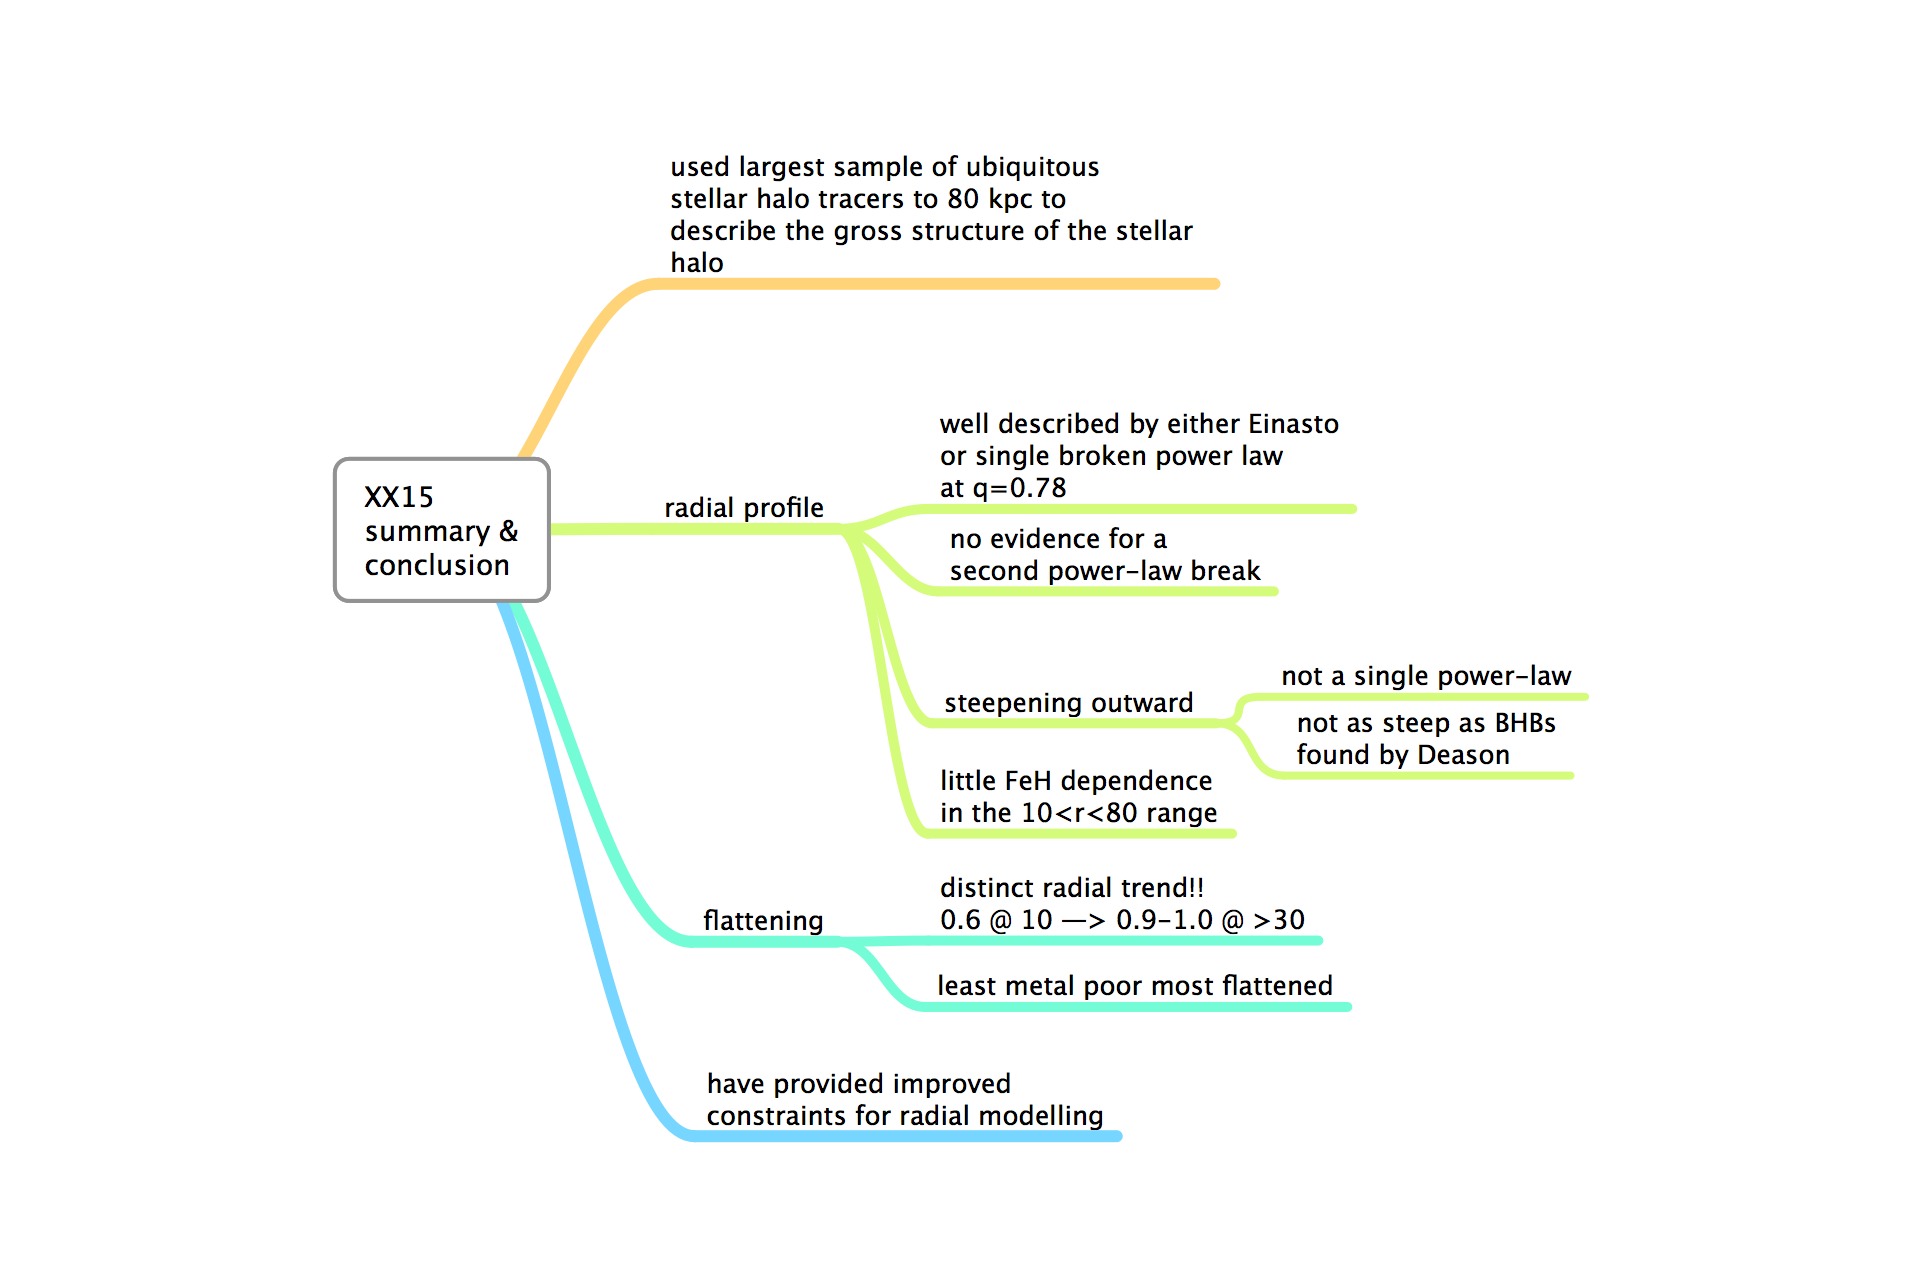 XX15
summary &
conclusion
used largest sample of ubiquitous
stellar halo tracers to 80 kpc to
describe the gross structure of the stellar
halo
radial profile
well described by either Einasto
or single broken power law
at q=0.78
no evidence for a
second power-law break
steepening outward
not a single power-law
not as steep as BHBs
found by Deason
little FeH dependence
in the 10<r<80 range
flattening
distinct radial trend!!
0.6 @ 10 —> 0.9-1.0 @ >30
least metal poor most flattened
have provided improved
constraints for radial modelling